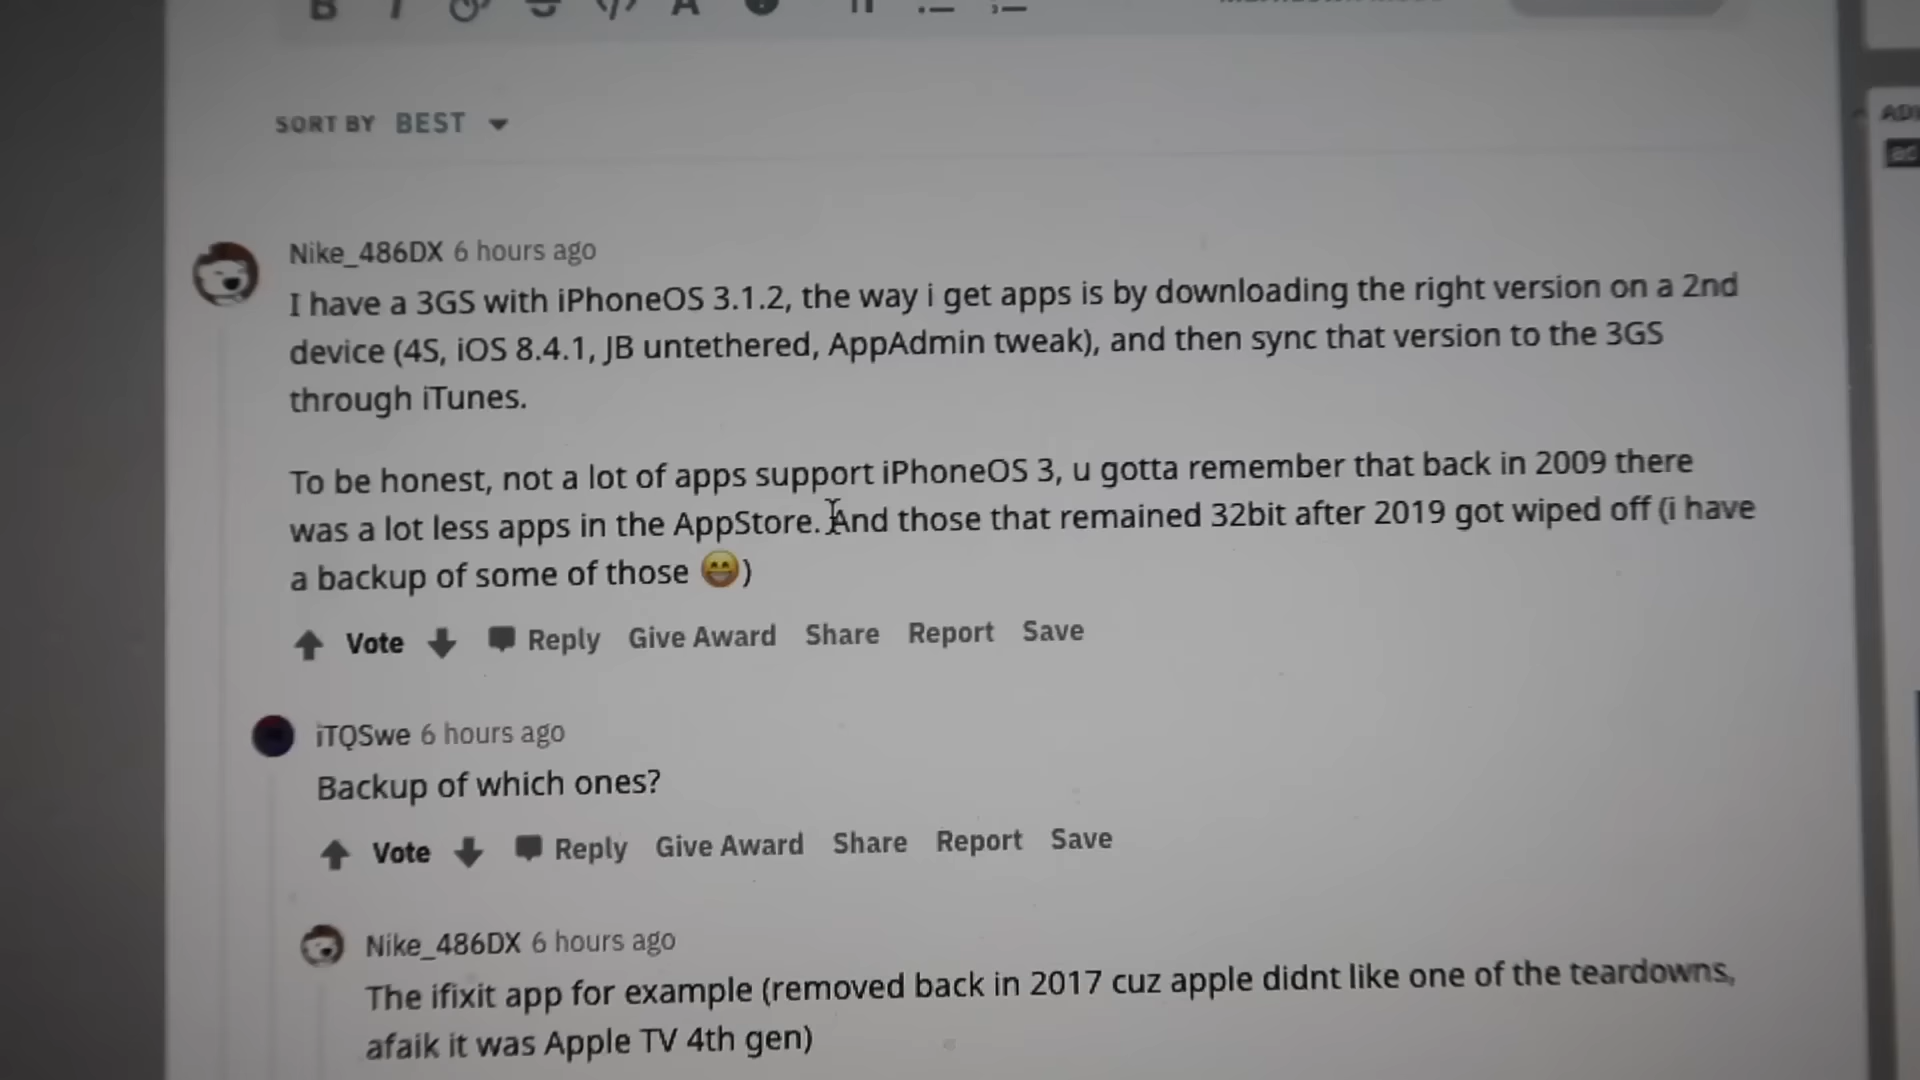 SORT BY BEST
Nike_486DX 6 hours ago
I have a 3GS with iPhoneOS 3.1.2, the way i get apps is by downloading the right version on a 2nd
device (4S, iOS 8.4.1, JB untethered, AppAdmin tweak), and then sync that version to the 3GS
through iTunes.
To be honest, not a lot of apps support iPhoneOS 3, u gotta remember that back in 2009 there
was a lot less apps in the AppStore. And those that remained 32bit after 2019 got wiped off (i have
a backup of some of those 😄)
Vote Reply Give Award Share Report Save
iTQSwe 6 hours ago
Backup of which ones?
Vote Reply Give Award Share Report Save
Nike_486DX 6 hours ago
The ifixit app for example (removed back in 2017 cuz apple didnt like one of the teardowns,
afaik it was Apple TV 4th gen)